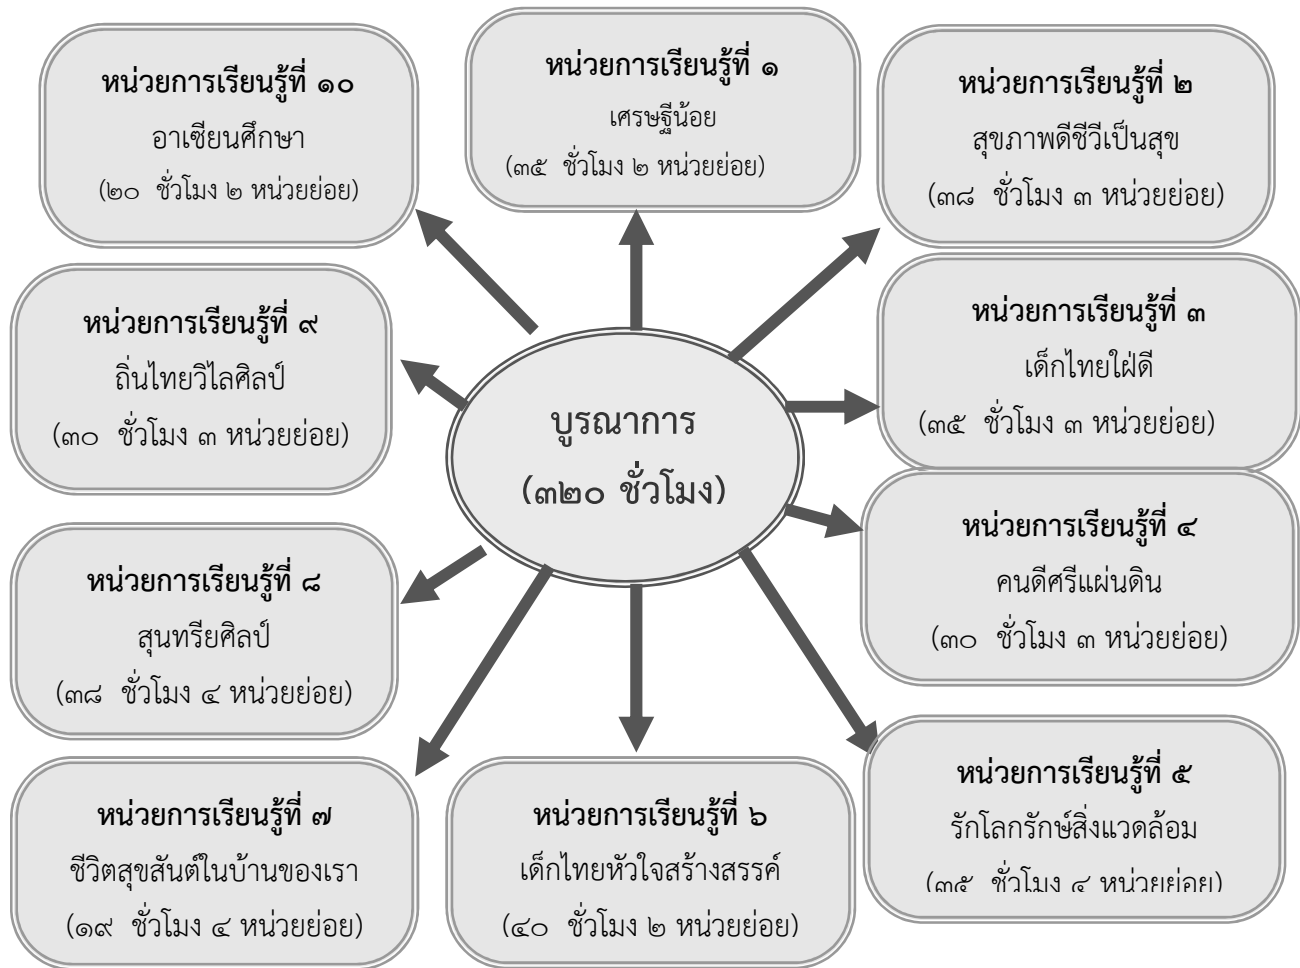 หน่วยการเรียนรู้ที่ ๑๐
อาเซียนศึกษา
(๒๐ ชั่วโมง ๒ หน่วยย่อย)
หน่วยการเรียนรู้ที่ ๑
เศรษฐีน้อย
(๓๕ ชั่วโมง ๒ หน่วยย่อย)
หน่วยการเรียนรู้ที่ ๒
สุขภาพดีชีวีเป็นสุข
(๓๘ ชั่วโมง ๓ หน่วยย่อย)
หน่วยการเรียนรู้ที่ ๙
ถิ่นไทยวิไลศิลป์
(๓๐ ชั่วโมง ๓ หน่วยย่อย)
บูรณาการ
(๓๒๐ ชั่วโมง)
หน่วยการเรียนรู้ที่ ๓
เด็กไทยใฝ่ดี
(๓๕ ชั่วโมง ๓ หน่วยย่อย)
หน่วยการเรียนรู้ที่ ๘
สุนทรียศิลป์
(๓๘ ชั่วโมง ๔ หน่วยย่อย)
หน่วยการเรียนรู้ที่ ๔
คนดีศรีแผ่นดิน
(๓๐ ชั่วโมง ๓ หน่วยย่อย)
หน่วยการเรียนรู้ที่ ๗
ชีวิตสุขสันต์ในบ้านของเรา
(๑๙ ชั่วโมง ๔ หน่วยย่อย)
หน่วยการเรียนรู้ที่ ๖
เด็กไทยหัวใจสร้างสรรค์
(๔๐ ชั่วโมง ๒ หน่วยย่อย)
หน่วยการเรียนรู้ที่ ๕
รักโลกรักษ์สิ่งแวดล้อม
(๓๕ ชั่วโมง ๔ หน่วยย่อย)